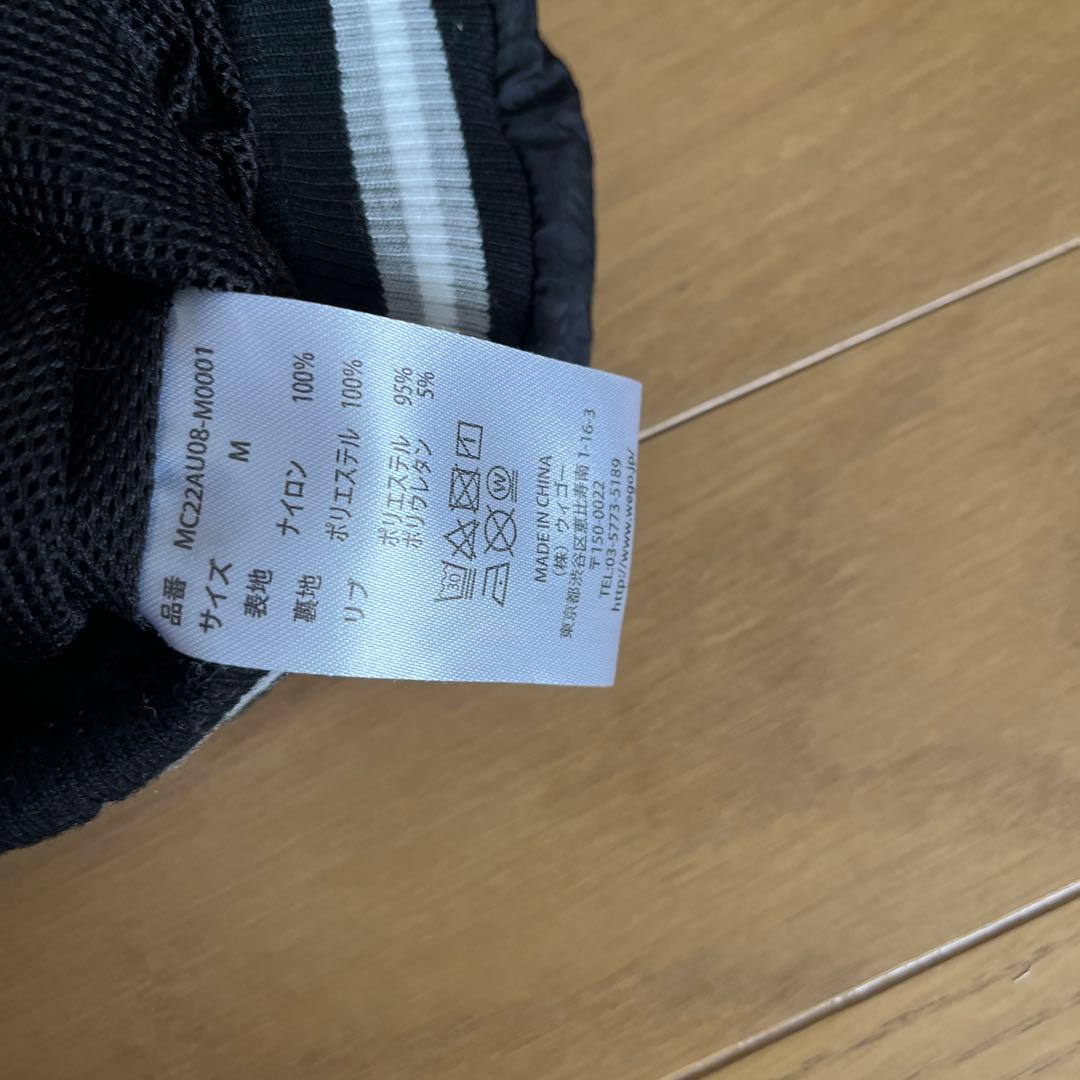 品番 MC22AU08-M0001
サイズ M
表地 ナイロン 100%
裏地 ポリエステル 100%
リブ ポリエステル 95%
ポリウレタン 5%
30
W
MADE IN CHINA
(株)ウィゴー
東京都渋谷区恵比寿南 1-16-3
〒150-0022
TEL.03-5773-5189
http://www.wego.jp/